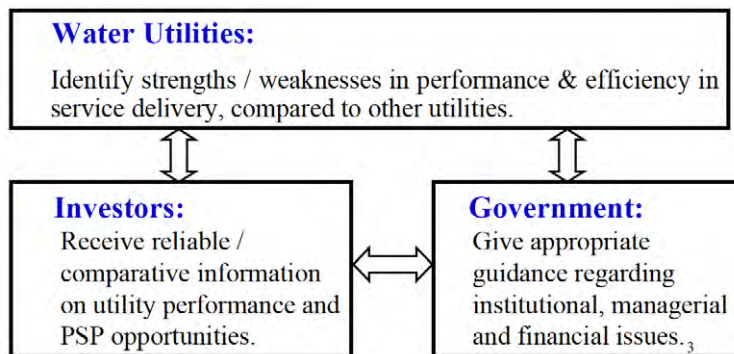 Water Utilities:
Identify strengths / weaknesses in performance & efficiency in
service delivery, compared to other utilities.
Investors:
Receive reliable /
comparative information
on utility performance and
PSP opportunities.
Government:
Give appropriate
guidance regarding
institutional, managerial
and financial issues.
3